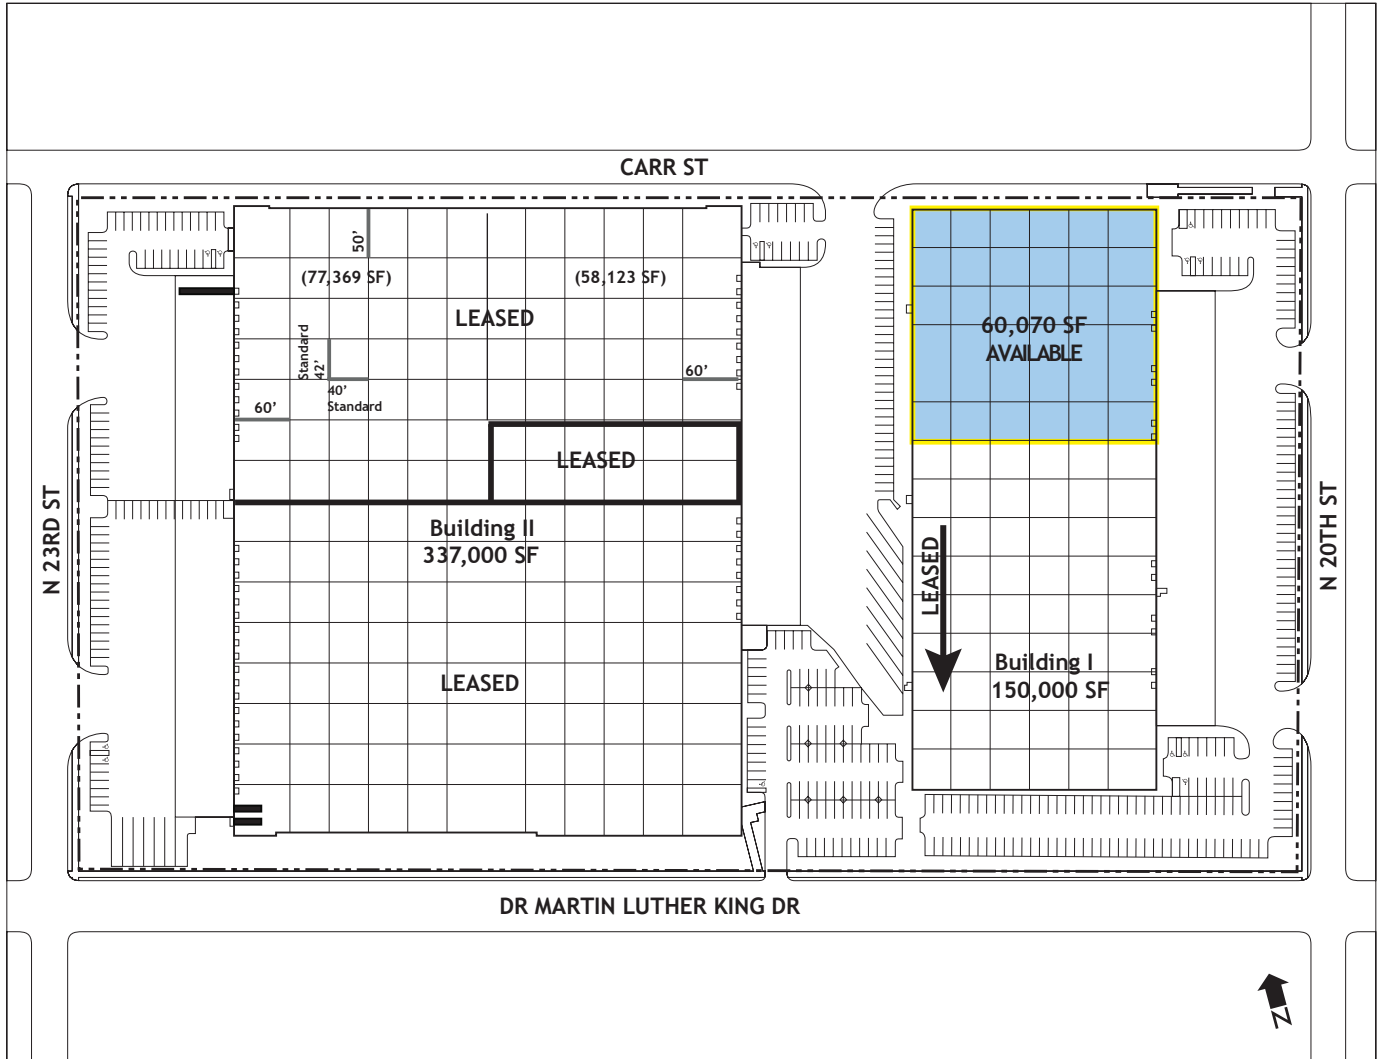 CARR ST
50'
(77,369 SF)
(58,123 SF)
LEASED
Standard
42'
40'
Standard
60'
60'
LEASED
60,070 SF
AVAILABLE
Building II
337,000 SF
LEASED
LEASED
Building I
150,000 SF
N 23RD ST
N 20TH ST
DR MARTIN LUTHER KING DR
N